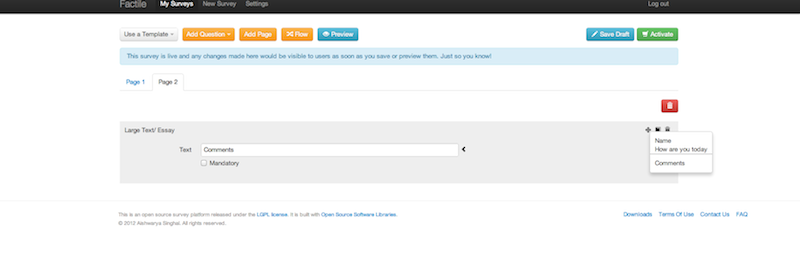 Factile My Surveys New Survey Settings Log out
Use a Template Add Question Add Page Flow Preview Save Draft Activate
This survey is live and any changes made here would be visible to users as soon as you save or preview them. Just so you know!
Page 1 Page 2
Large Text/ Essay
Name
Text Comments How are you today
Mandatory Comments
This is an open source survey platform released under the LGPL license. It is built with Open Source Software Libraries. Downloads Terms Of Use Contact Us FAQ
© 2012 Aishwarya Singhal. All rights reserved.